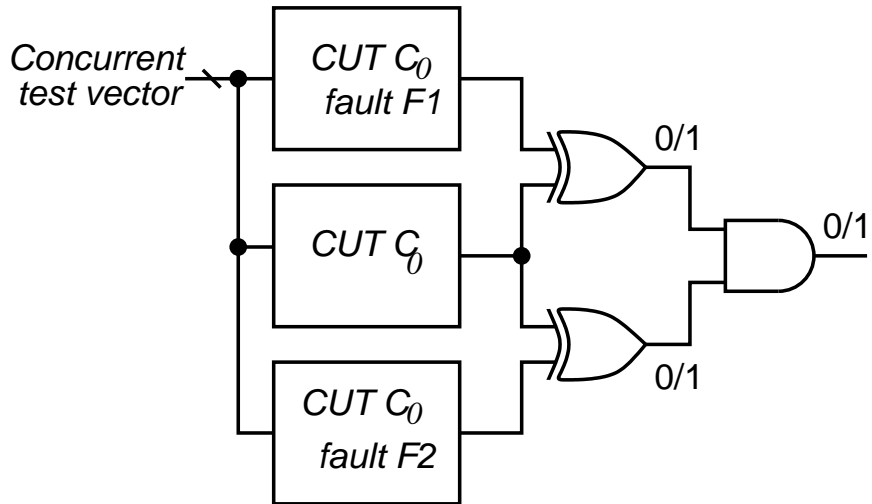 Concurrent
test vector
CUT C0
fault F1
0/1
CUT C0
0/1
CUT C0
fault F2
0/1